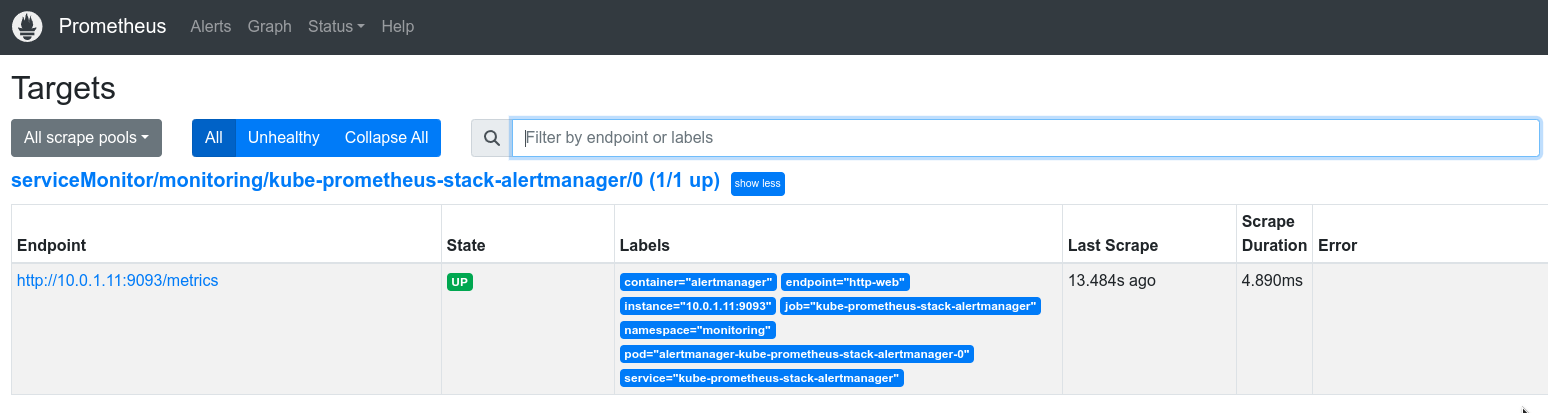 Prometheus Alerts Graph Status Help
Targets
All scrape pools All Unhealthy Collapse All Filter by endpoint or labels
serviceMonitor/monitoring/kube-prometheus-stack-alertmanager/0 (1/1 up) show less
Endpoint State Labels Last Scrape Scrape Duration Error
http://10.0.1.11:9093/metrics UP container="alertmanager" endpoint="http-web" 13.484s ago 4.890ms
instance="10.0.1.11:9093" job="kube-prometheus-stack-alertmanager"
namespace="monitoring"
pod="alertmanager-kube-prometheus-stack-alertmanager-0"
service="kube-prometheus-stack-alertmanager"